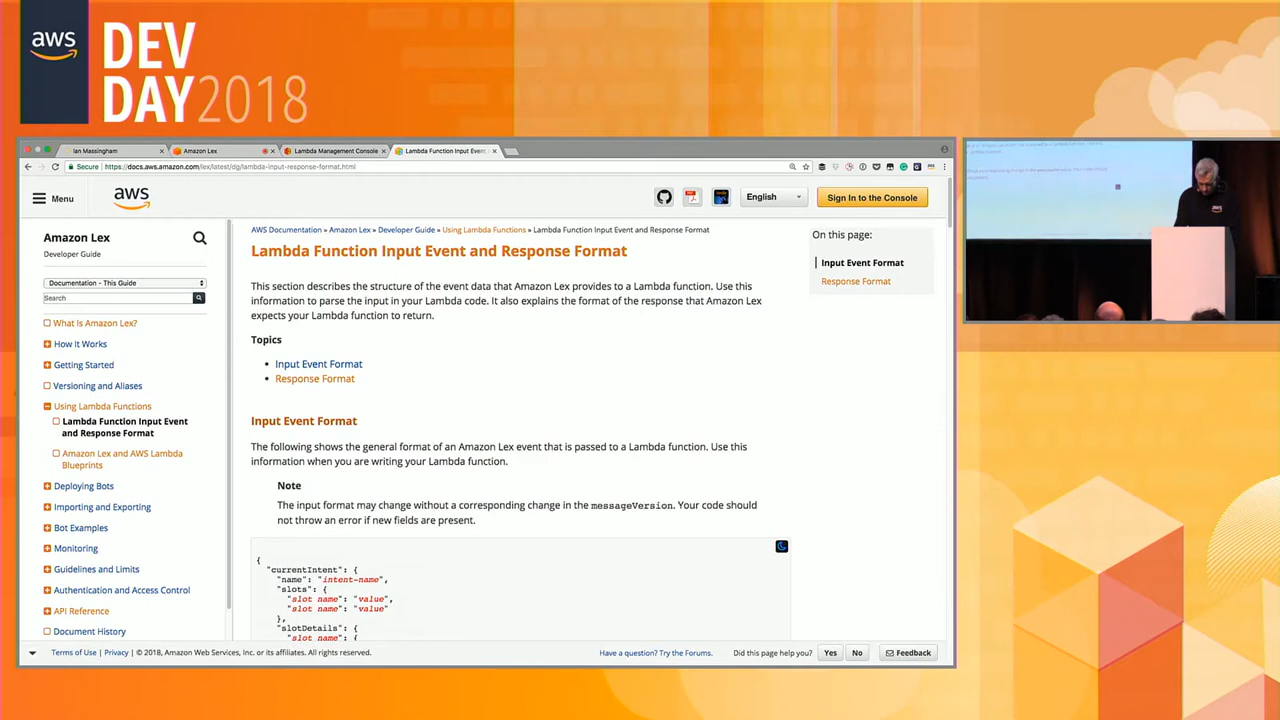 aws
DEV
DAY2018
Ian Massingham
Amazon Lex
Lambda Management Console
Lambda Function Input Event
Secure
https://docs.aws.amazon.com/lex/latest/dg/lambda-input-response-format.html
Menu
aws
English
Sign In to the Console
Amazon Lex
Developer Guide
Documentation - This Guide
Search
What Is Amazon Lex?
How It Works
Getting Started
Versioning and Aliases
Using Lambda Functions
Lambda Function Input Event
and Response Format
Amazon Lex and AWS Lambda
Blueprints
Deploying Bots
Importing and Exporting
Bot Examples
Monitoring
Guidelines and Limits
Authentication and Access Control
API Reference
Document History
AWS Documentation » Amazon Lex » Developer Guide » Using Lambda Functions » Lambda Function Input Event and Response Format
Lambda Function Input Event and Response Format
This section describes the structure of the event data that Amazon Lex provides to a Lambda function. Use this
information to parse the input in your Lambda code. It also explains the format of the response that Amazon Lex
expects your Lambda function to return.
Topics
• Input Event Format
• Response Format
Input Event Format
The following shows the general format of an Amazon Lex event that is passed to a Lambda function. Use this
information when you are writing your Lambda function.
Note
The input format may change without a corresponding change in the messageVersion. Your code should
not throw an error if new fields are present.
{
"currentIntent": {
"name": "intent-name",
"slots": {
"slot name": "value",
"slot name": "value"
},
"slotDetails": {
"slot name": {
On this page:
Input Event Format
Response Format
Terms of Use | Privacy | © 2018, Amazon Web Services, Inc. or its affiliates. All rights reserved.
Have a question? Try the Forums.
Did this page help you?
Yes
No
Feedback
aws